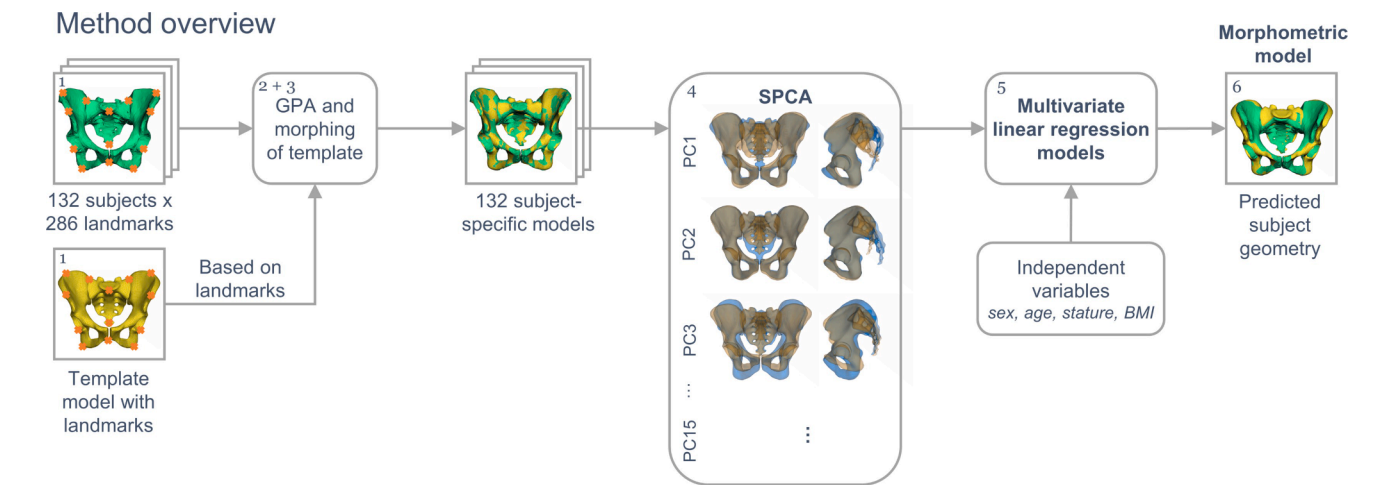 Method overview
1
132 subjects x
286 landmarks
1
Template
model with
landmarks
Based on
landmarks
2 + 3
GPA and
morphing
of template
132 subject-
specific models
4
SPCA
PC1
PC2
PC3
...
PC15
⋮
5
Multivariate
linear regression
models
Independent
variables
sex, age, stature, BMI
Morphometric
model
6
Predicted
subject
geometry